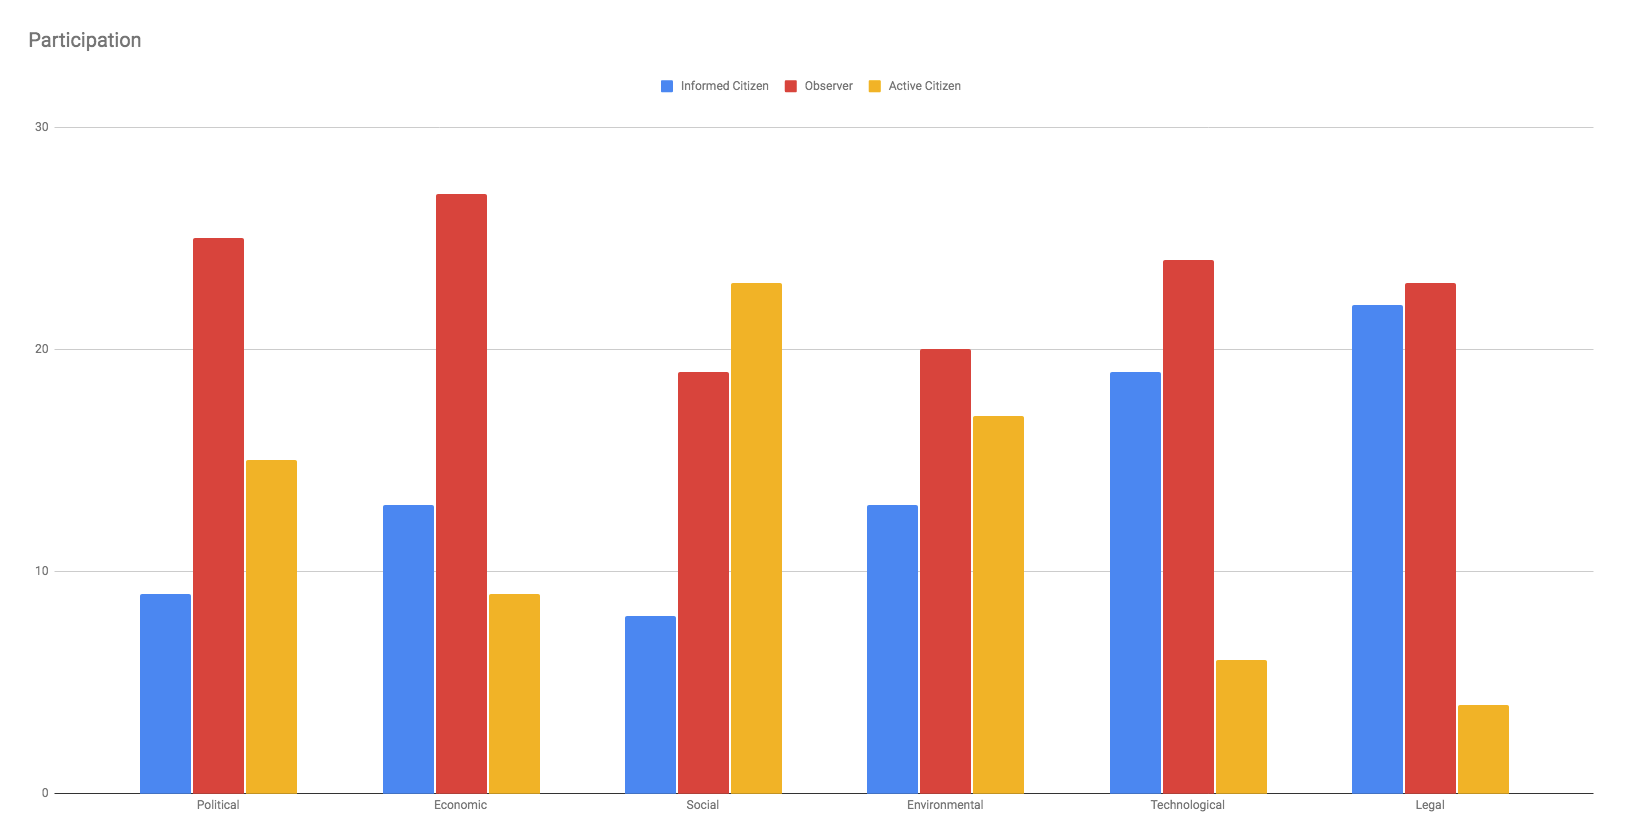 Participation
Informed Citizen Observer Active Citizen
30
20
10
0
Political Economic Social Environmental Technological Legal